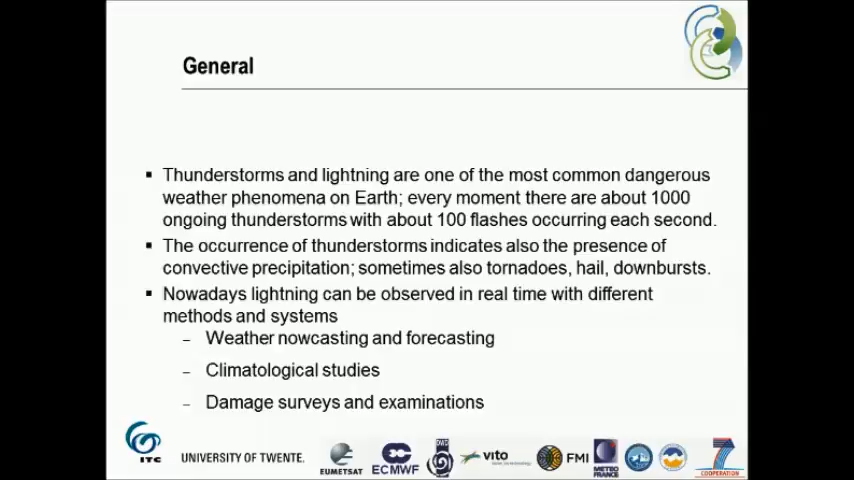 General
▪ Thunderstorms and lightning are one of the most common dangerous
weather phenomena on Earth; every moment there are about 1000
ongoing thunderstorms with about 100 flashes occurring each second.
▪ The occurrence of thunderstorms indicates also the presence of
convective precipitation; sometimes also tornadoes, hail, downbursts.
▪ Nowadays lightning can be observed in real time with different
methods and systems
– Weather nowcasting and forecasting
– Climatological studies
– Damage surveys and examinations
ITC
UNIVERSITY OF TWENTE.
EUMETSAT
ECMWF
DWD
vito
FMI
METEO
FRANCE
7
COOPERATION